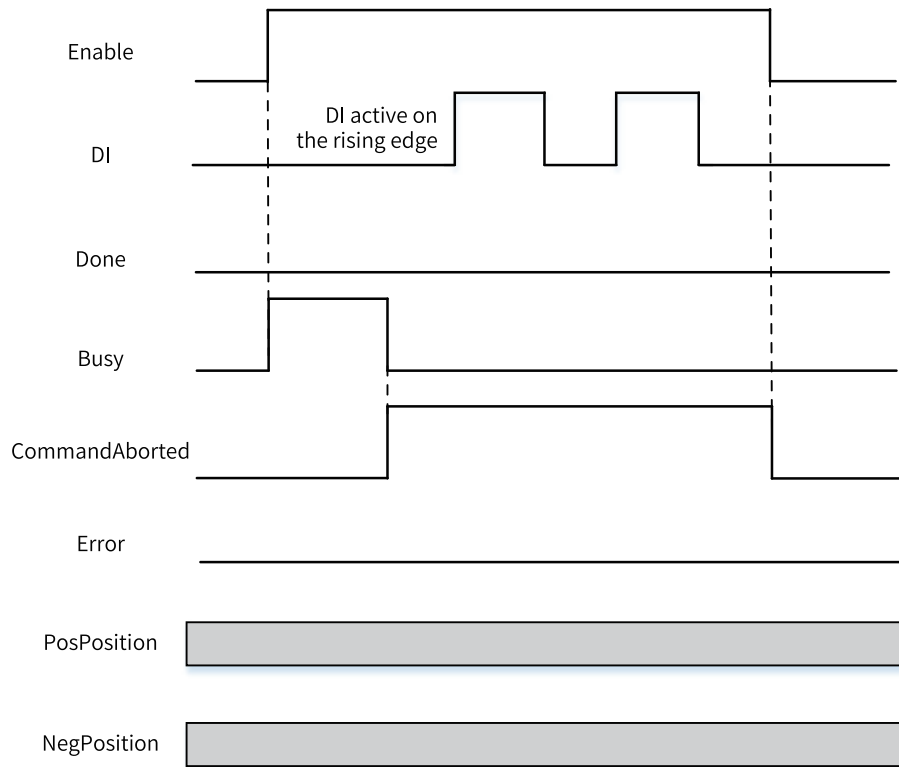 Enable
DI active on
the rising edge
DI
Done
Busy
CommandAborted
Error
PosPosition
NegPosition